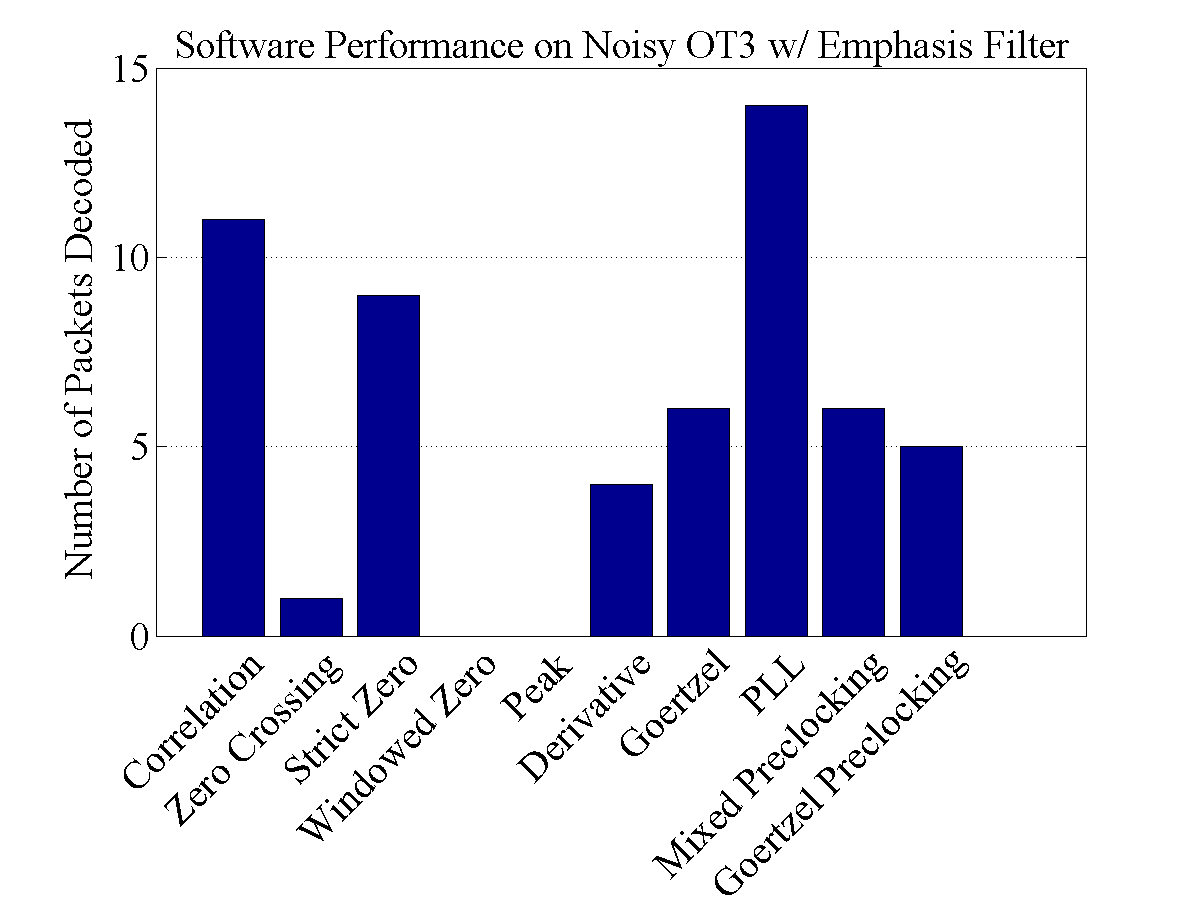 Software Performance on Noisy OT3 w/ Emphasis Filter
Number of Packets Decoded
15
10
5
0
Correlation
Zero Crossing
Strict Zero
Windowed Zero
Peak
Derivative
Goertzel
PLL
Mixed Preclocking
Goertzel Preclocking